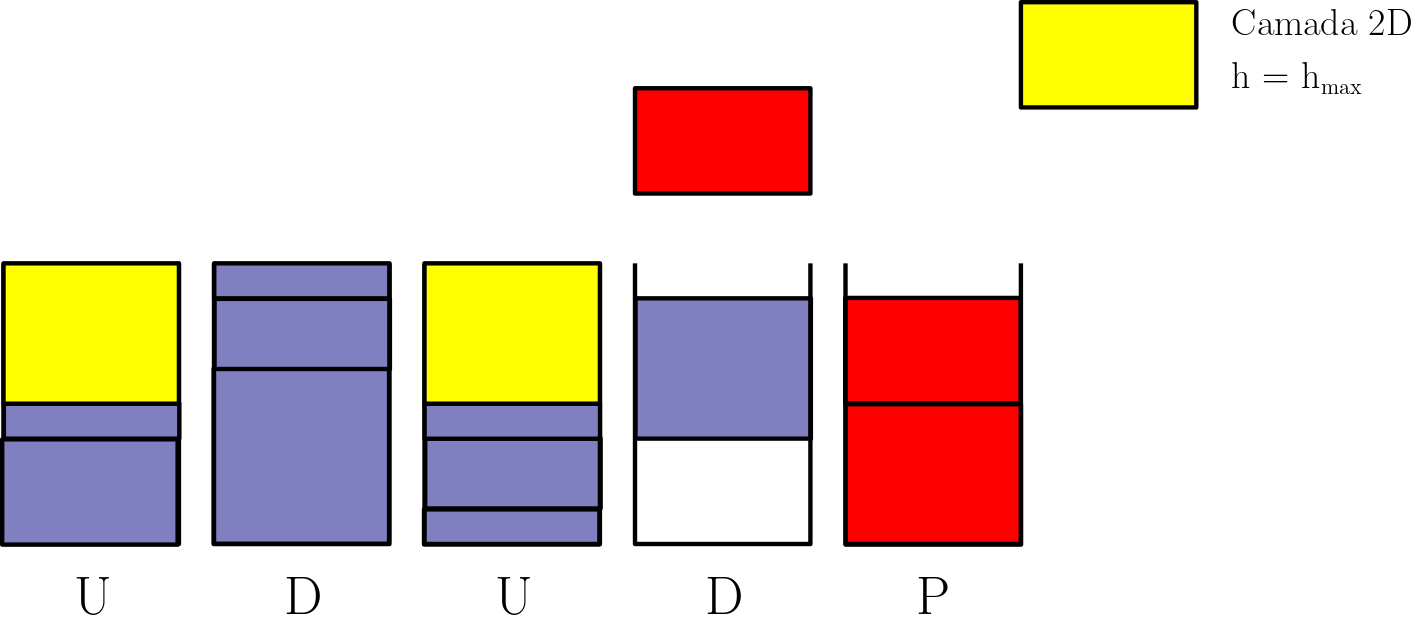 Camada 2D
h = hmax
U D U D P